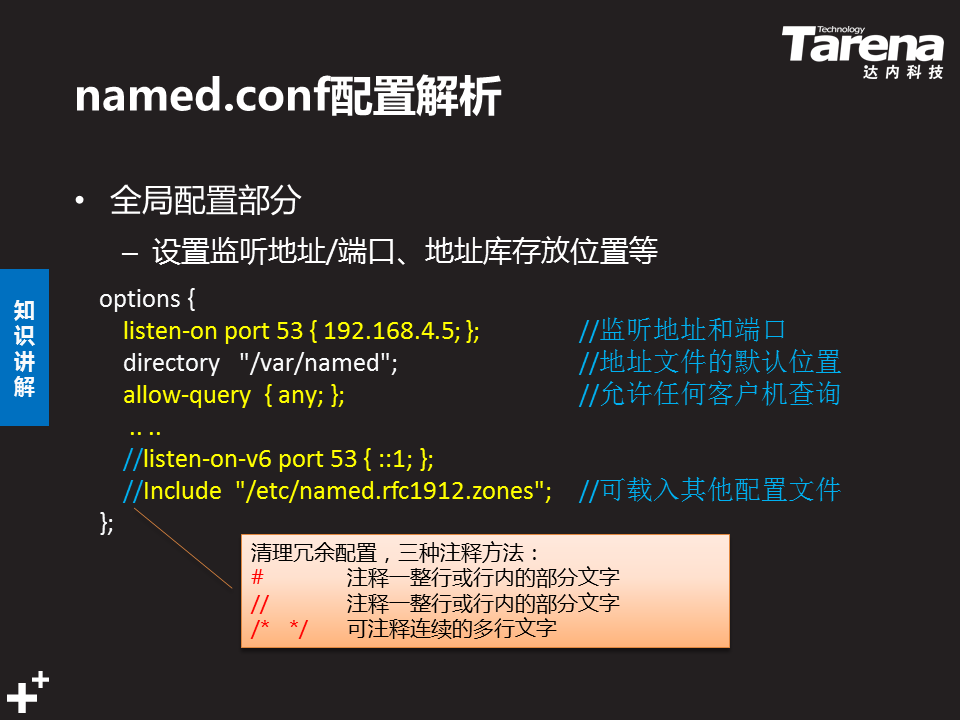 Technology
Tarena
达内科技
named.conf配置解析
• 全局配置部分
– 设置监听地址/端口、地址库存放位置等
知识讲解
options {
listen-on port 53 { 192.168.4.5; }; //监听地址和端口
directory "/var/named"; //地址文件的默认位置
allow-query { any; }; //允许任何客户机查询
.. ..
//listen-on-v6 port 53 { ::1; };
//Include "/etc/named.rfc1912.zones"; //可载入其他配置文件
};
清理冗余配置，三种注释方法：
# 注释一整行或行内的部分文字
// 注释一整行或行内的部分文字
/* */ 可注释连续的多行文字